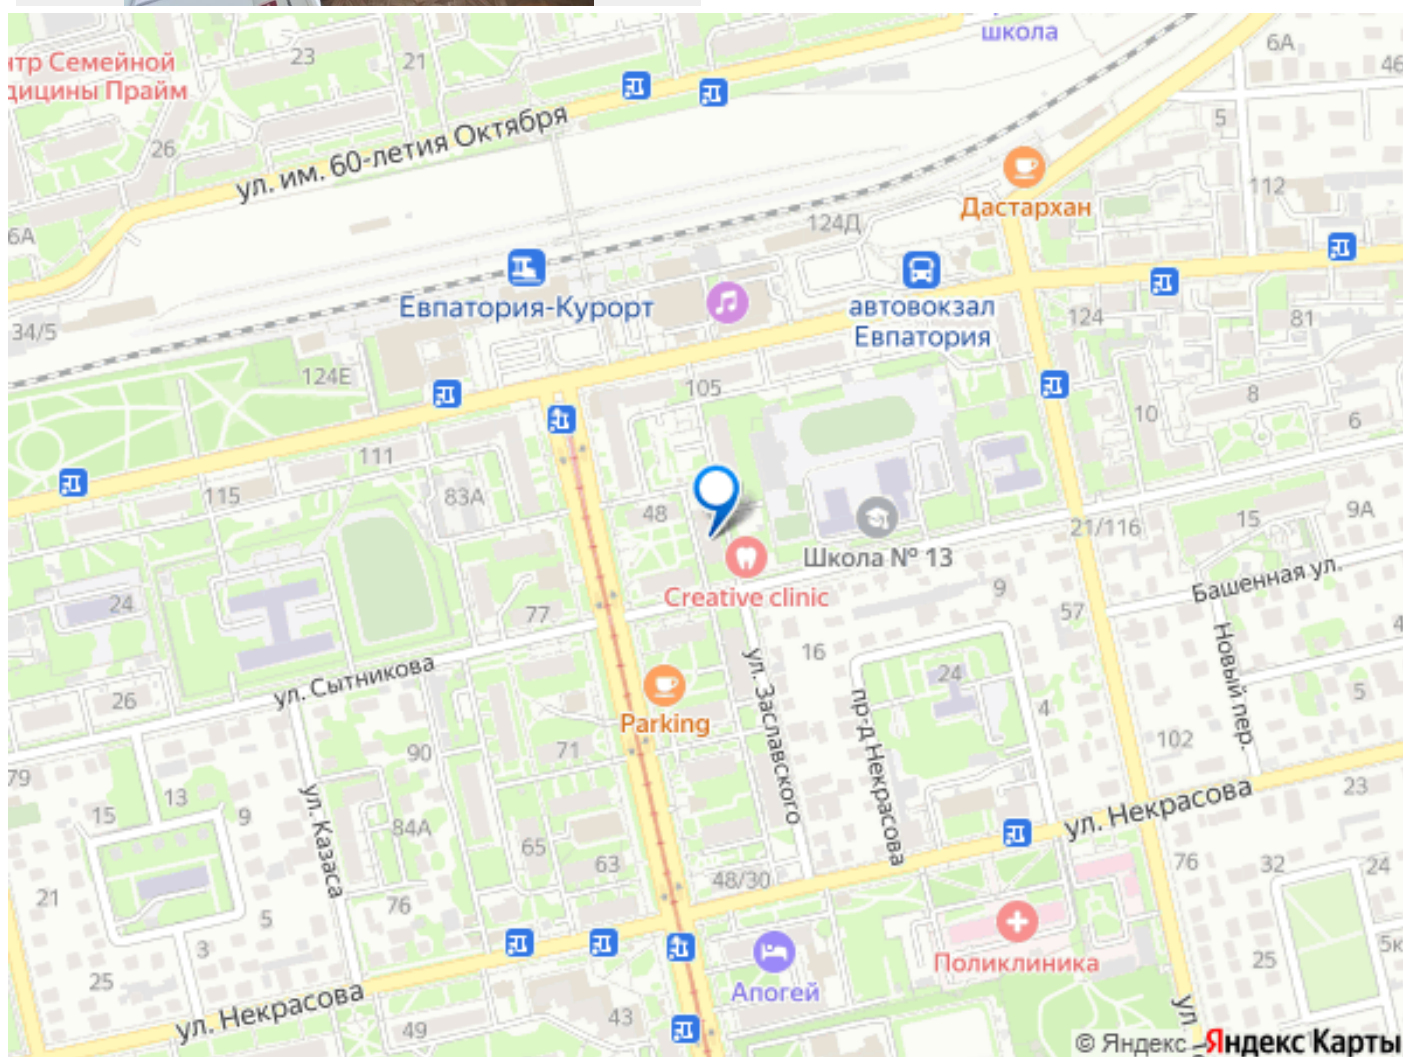 школа
6А
46
нтр Семейной
дицины Прайм
23
21
26
ул. им. 60-летия Октября
5
112
Дастархан
6А
124Д
Евпатория-Курорт
автовокзал
Евпатория
34/5
124
81
124Е
105
8
10
6
111
115
83А
48
21/116
15
9А
Школа № 13
Creative clinic
Башенная ул.
24
77
9
57
4
ул. Сытникова
16
ул. Заславского
24
Новый пер.
26
Parking
пр-д Некрасова
4
5
90
71
102
79
13
15
9
ул. Казаса
84А
65
63
ул. Некрасова
23
48/30
76
32
24
21
5
76
3
Поликлиника
5к
25
25
Апогей
ул. Некрасова
49
43
ул
© Яндекс Яндекс Карты